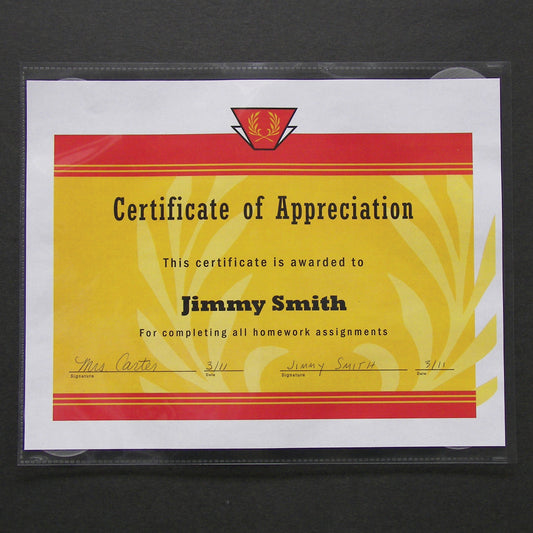 Certificate of Appreciation
This certificate is awarded to
Jimmy Smith
For completing all homework assignments
Mrs Carter 3/11 Jimmy Smith 3/11
Signature Date Signature Date